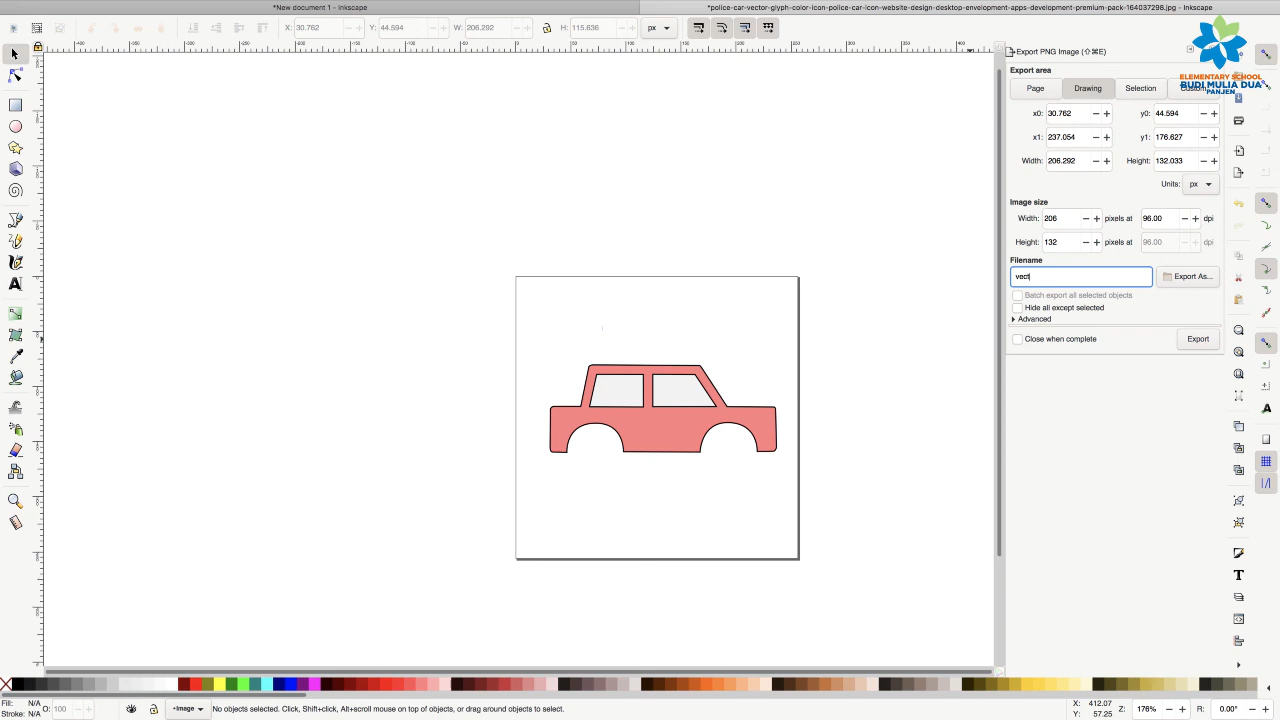 *New document 1 - Inkscape
*police-car-vector-glyph-color-icon-police-car-icon-website-design-desktop-envelopment-apps-development-premium-pack-164037298.jpg - Inkscape
X: 30.762 Y: 44.594 W: 206.292 H: 115.636 px
Export PNG Image (⇧⌘E)
ELEMENTARY SCHOOL
BUDI MULIA DUA
PANJEN
Export area
Page Drawing Selection
x0: 30.762 y0: 44.594
x1: 237.054 y1: 176.627
Width: 206.292 Height: 132.033
Units: px
Image size
Width: 206 pixels at 96.00 dpi
Height: 132 pixels at 96.00 dpi
Filename
vect Export As...
Batch export all selected objects
Hide all except selected
Advanced
Close when complete Export
Fill: N/A
Stroke: N/A
O: 100
•Image
No objects selected. Click, Shift+click, Alt+scroll mouse on top of objects, or drag around objects to select.
X: 412.07
Y: 57.25
Z: 176%
R: 0.00°